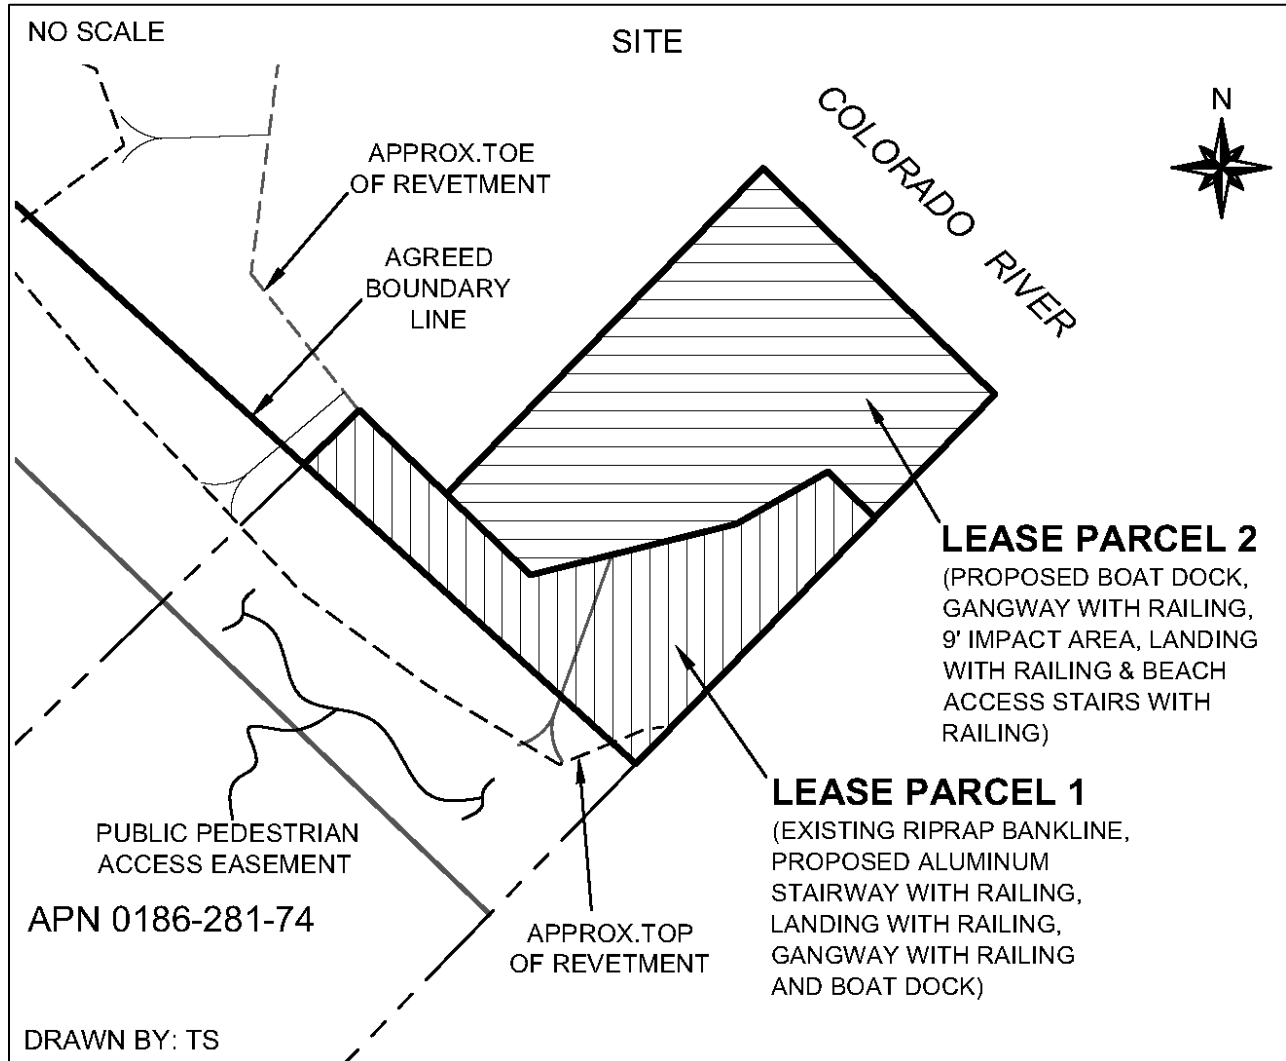 NO SCALE
SITE
COLORADO RIVER
N
APPROX.TOE
OF REVETMENT
AGREED
BOUNDARY
LINE
LEASE PARCEL 2
(PROPOSED BOAT DOCK,
GANGWAY WITH RAILING,
9' IMPACT AREA, LANDING
WITH RAILING & BEACH
ACCESS STAIRS WITH
RAILING)
LEASE PARCEL 1
(EXISTING RIPRAP BANKLINE,
PROPOSED ALUMINUM
STAIRWAY WITH RAILING,
LANDING WITH RAILING,
GANGWAY WITH RAILING
AND BOAT DOCK)
PUBLIC PEDESTRIAN
ACCESS EASEMENT
APN 0186-281-74
APPROX.TOP
OF REVETMENT
DRAWN BY: TS